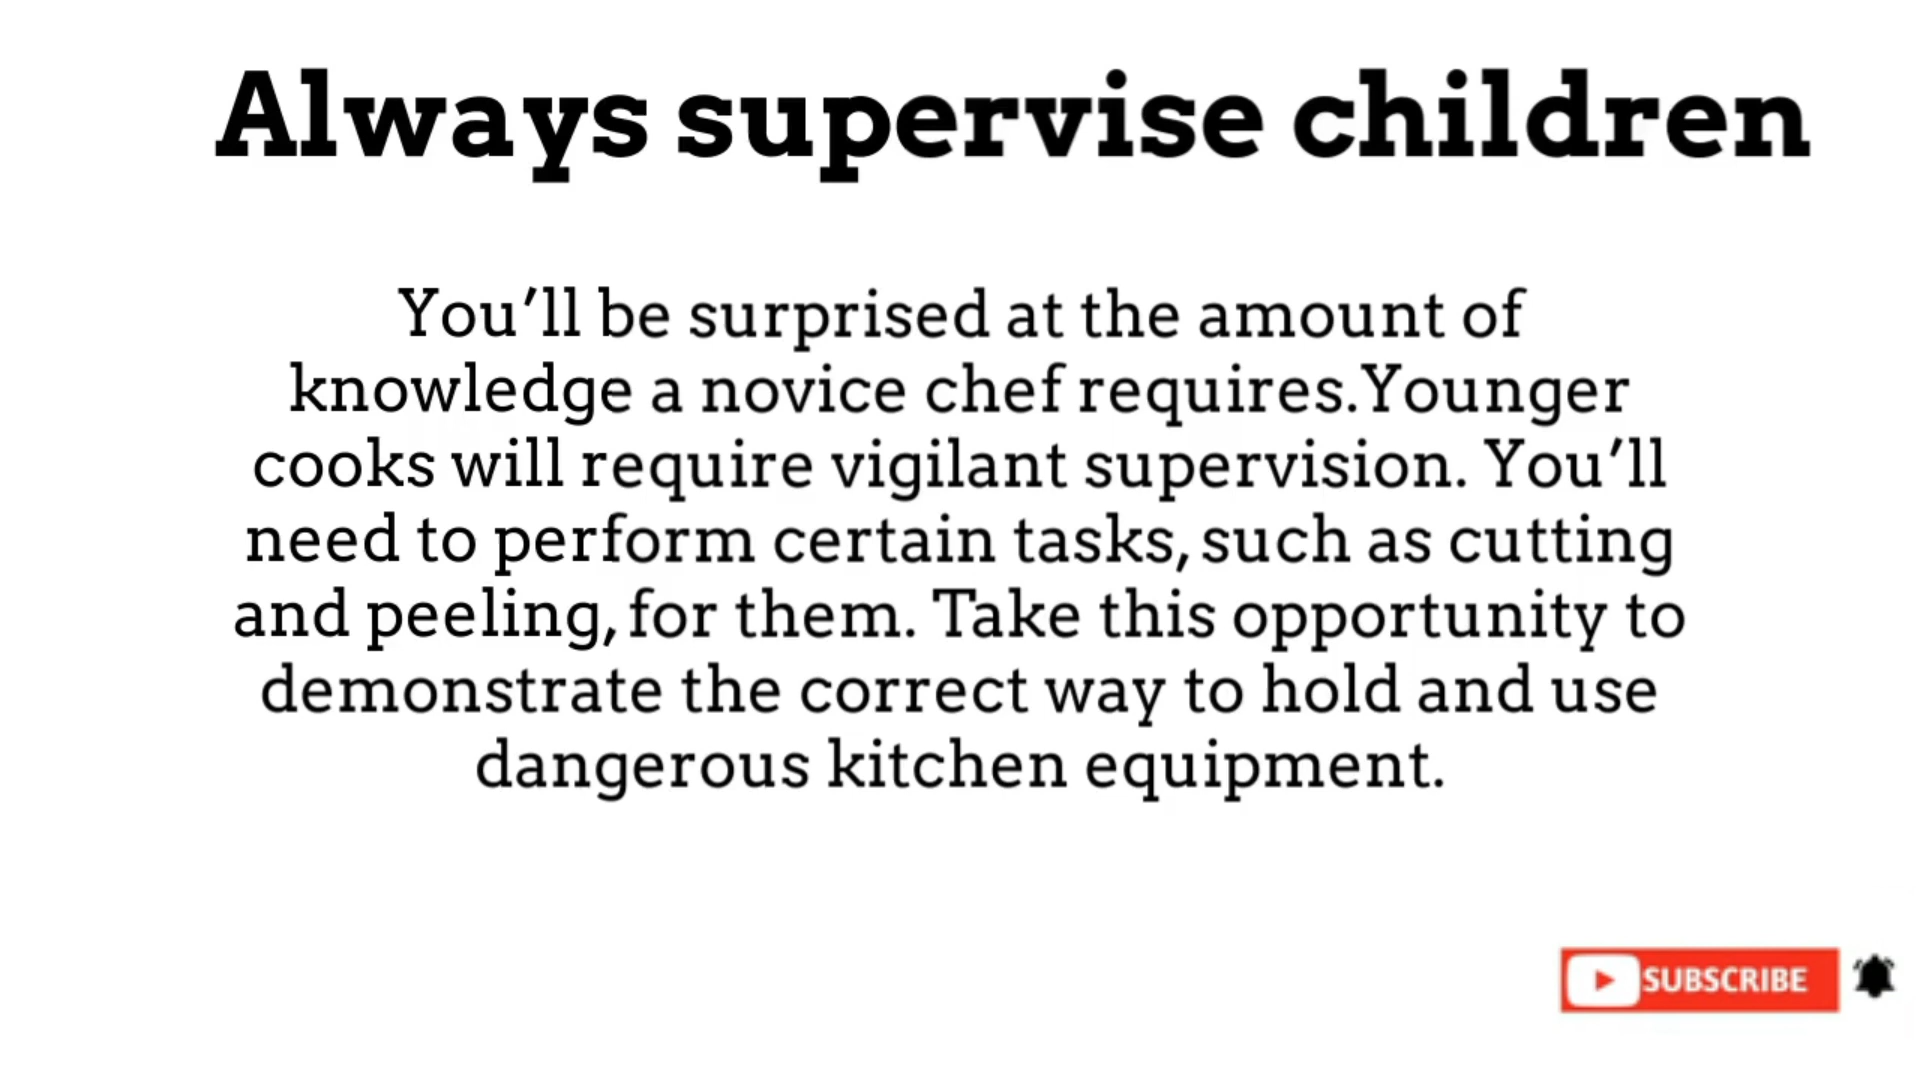 Always supervise children
You’ll be surprised at the amount of
knowledge a novice chef requires.Younger
cooks will require vigilant supervision. You’ll
need to perform certain tasks, such as cutting
and peeling, for them. Take this opportunity to
demonstrate the correct way to hold and use
dangerous kitchen equipment.
SUBSCRIBE